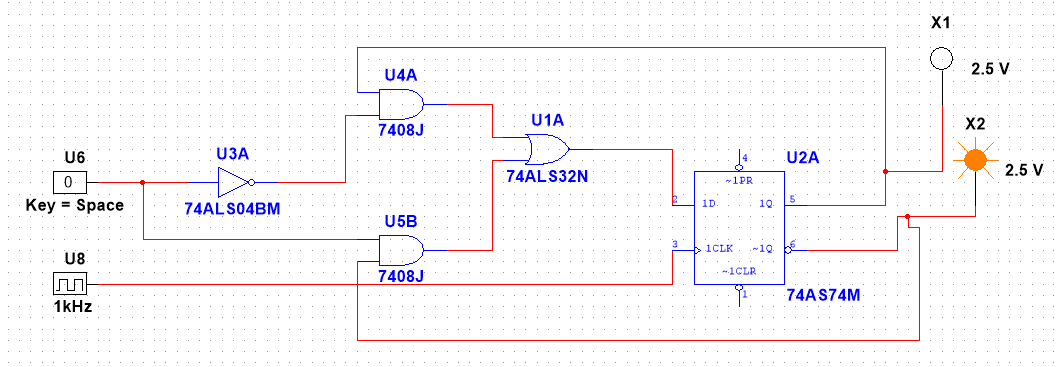 X1
2.5 V
U4A
7408J
U1A
74ALS32N
X2
2.5 V
U6
0
Key = Space
U3A
74ALS04BM
U2A
4
~1PR
2
1D
1Q
5
3
1CLK
~1Q
6
~1CLR
1
74AS74M
U5B
7408J
U8
1kHz